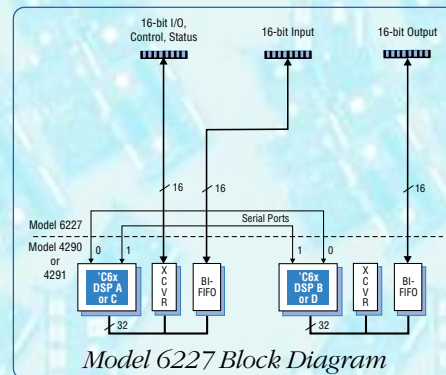 16-bit I/O,
Control, Status
16-bit Input
16-bit Output
16
16
16
Serial Ports
Model 6227
Model 4290
or
4291
0
1
1
0
'C6x
DSP A
or C
X
C
V
R
BI-
FIFO
'C6x
DSP B
or D
X
C
V
R
BI-
FIFO
32
32
Model 6227 Block Diagram